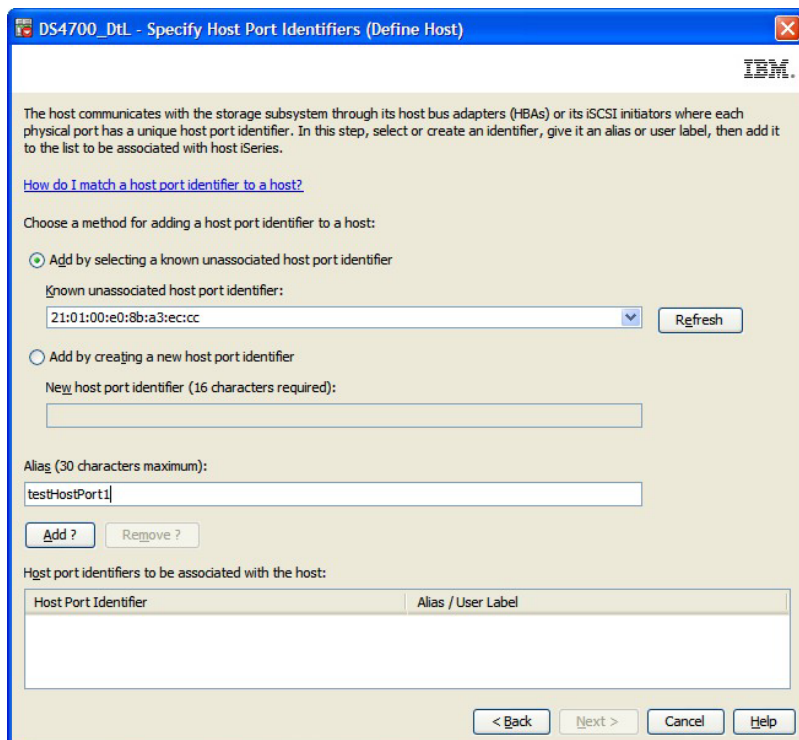 DS4700_DtL - Specify Host Port Identifiers (Define Host)
IBM.
The host communicates with the storage subsystem through its host bus adapters (HBAs) or its iSCSI initiators where each
physical port has a unique host port identifier. In this step, select or create an identifier, give it an alias or user label, then add it
to the list to be associated with host iSeries.
How do I match a host port identifier to a host?
Choose a method for adding a host port identifier to a host:
Add by selecting a known unassociated host port identifier
Known unassociated host port identifier:
21:01:00:e0:8b:a3:ec:cc
Refresh
Add by creating a new host port identifier
New host port identifier (16 characters required):
Alias (30 characters maximum):
testHostPort1
Add ?
Remove ?
Host port identifiers to be associated with the host:
Host Port Identifier
Alias / User Label
< Back
Next >
Cancel
Help